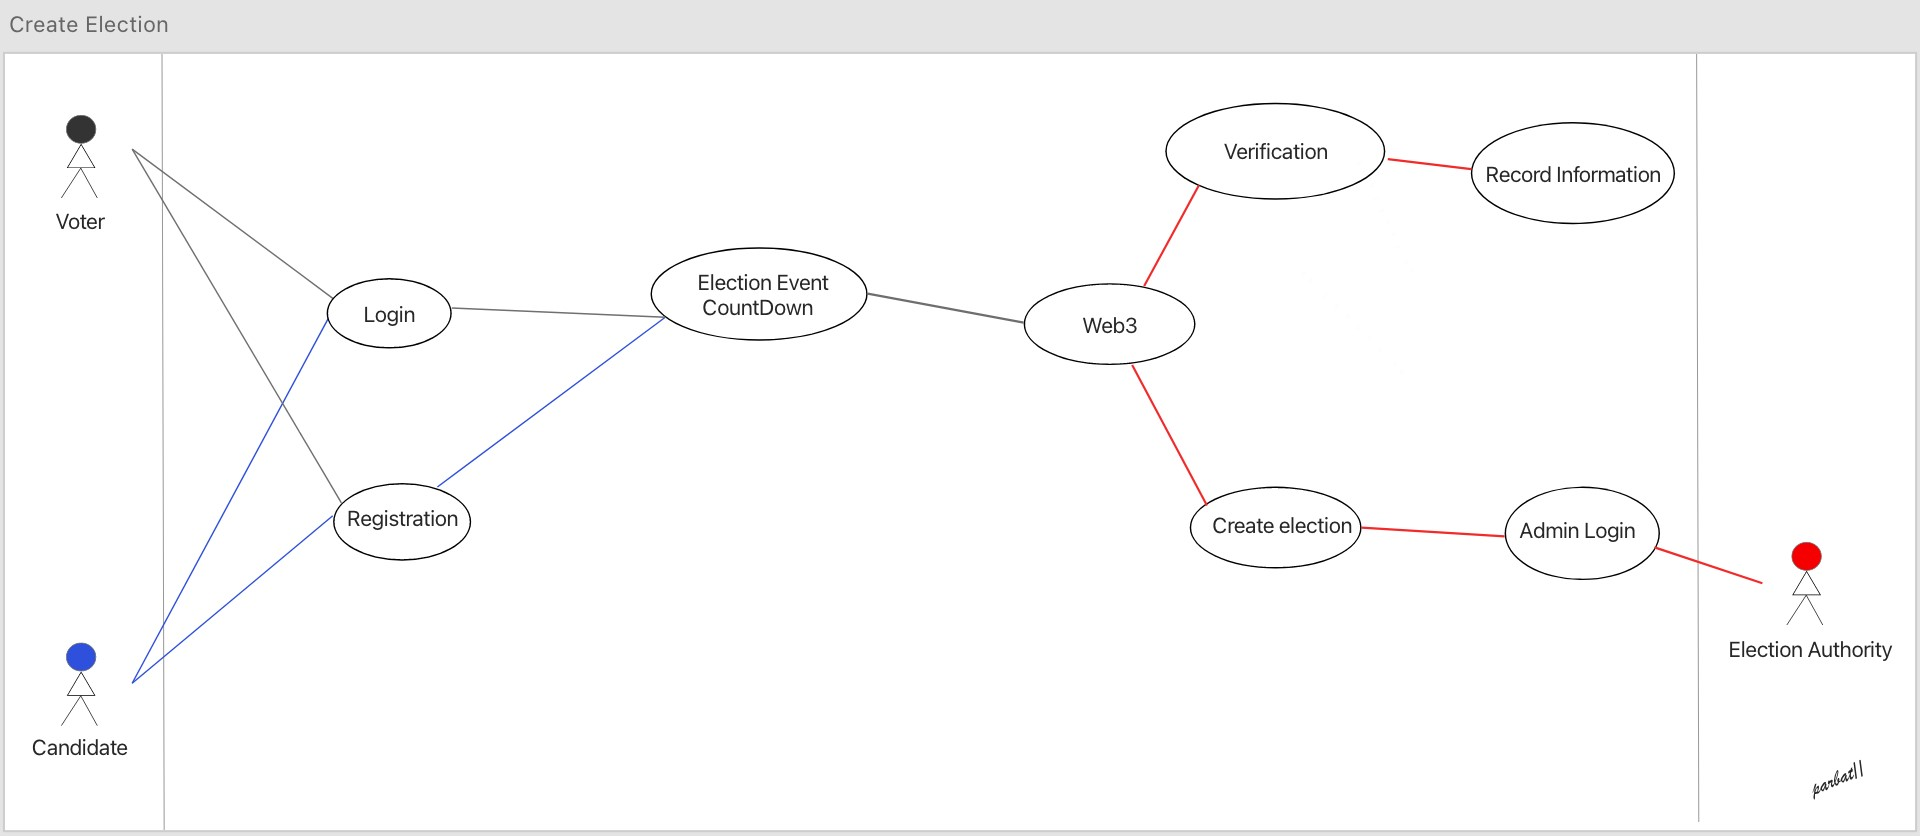 Create Election
Voter
Verification
Record Information
Election Event
CountDown
Login
Web3
Registration
Create election
Admin Login
Election Authority
Candidate
parbat||